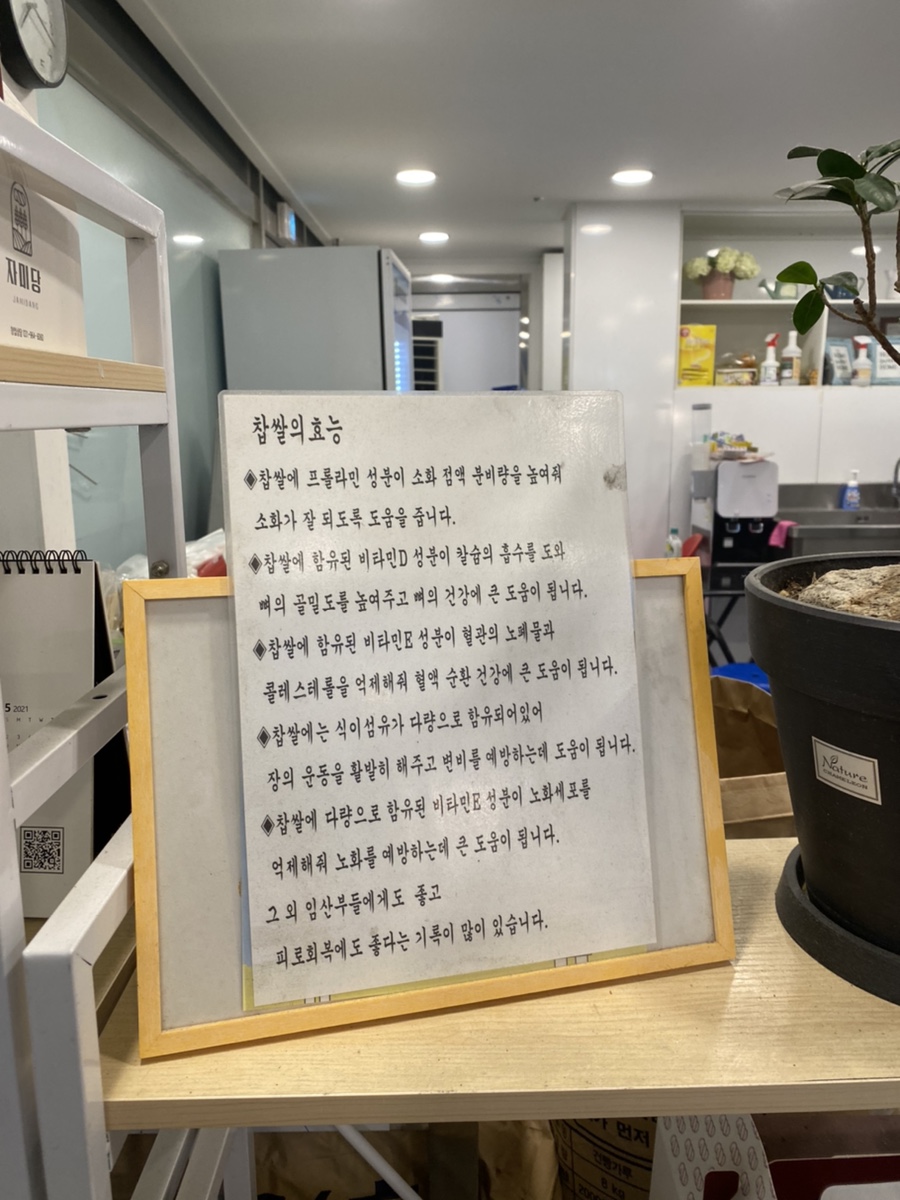 자미당
JAMIDANG
찹쌀의효능
◈찹쌀에 프롤라민 성분이 소화 점액 분비량을 높여줘
소화가 잘 되도록 도움을 줍니다.
◈찹쌀에 함유된 비타민D 성분이 칼슘의 흡수를 도와
뼈의 골밀도를 높여주고 뼈의 건강에 큰 도움이 됩니다.
◈찹쌀에 함유된 비타민E 성분이 혈관의 노폐물과
콜레스테롤을 억제해줘 혈액 순환 건강에 큰 도움이 됩니다.
◈찹쌀에는 식이섬유가 다량으로 함유되어있어
장의 운동을 활발히 해주고 변비를 예방하는데 도움이 됩니다.
◈찹쌀에 다량으로 함유된 비타민E 성분이 노화세포를
억제해줘 노화를 예방하는데 큰 도움이 됩니다.
그 외 임산부들에게도 좋고
피로회복에도 좋다는 기록이 많이 있습니다.
5 2021
Nature
가 먼저